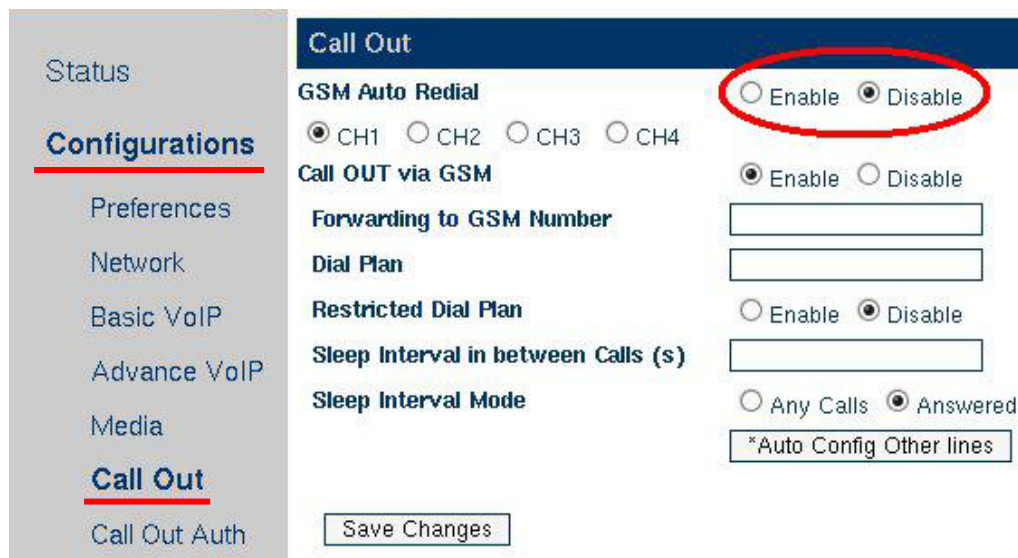 Status
Configurations
Preferences
Network
Basic VoIP
Advance VoIP
Media
Call Out
Call Out Auth
Call Out
GSM Auto Redial Enable Disable
CH1 CH2 CH3 CH4
Call OUT via GSM Enable Disable
Forwarding to GSM Number
Dial Plan
Restricted Dial Plan Enable Disable
Sleep Interval in between Calls (s)
Sleep Interval Mode Any Calls Answered
*Auto Config Other lines
Save Changes